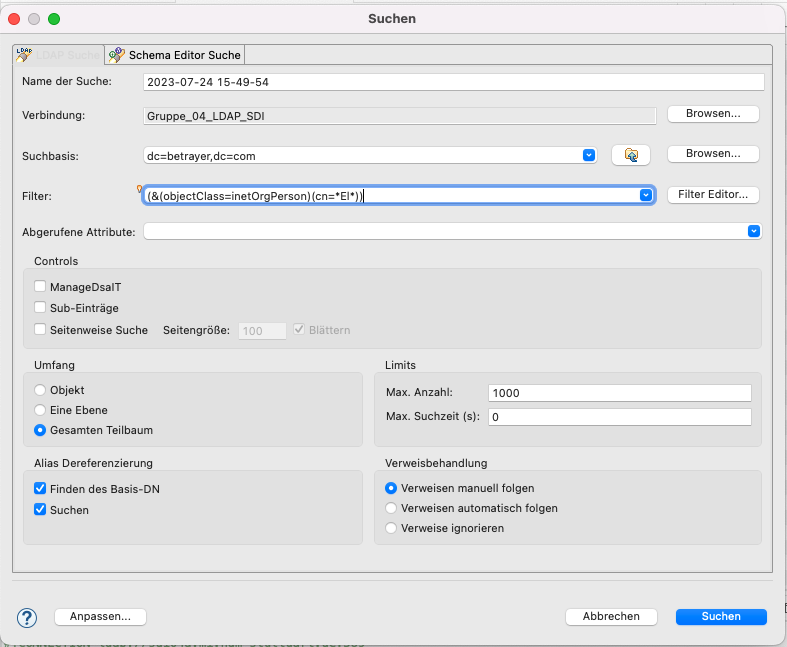 Suchen
LDAP Suche
Schema Editor Suche
Name der Suche: 2023-07-24 15-49-54
Verbindung: Gruppe_04_LDAP_SDI Browsen...
Suchbasis: dc=betrayer,dc=com Browsen...
Filter: (&(objectClass=inetOrgPerson)(cn=*El*)) Filter Editor...
Abgerufene Attribute:
Controls
ManageDsaIT
Sub-Einträge
Seitenweise Suche Seitengröße: 100 Blättern
Umfang
Objekt
Eine Ebene
Gesamten Teilbaum
Limits
Max. Anzahl: 1000
Max. Suchzeit (s): 0
Alias Dereferenzierung
Finden des Basis-DN
Suchen
Verweisbehandlung
Verweisen manuell folgen
Verweisen automatisch folgen
Verweise ignorieren
? Anpassen... Abbrechen Suchen